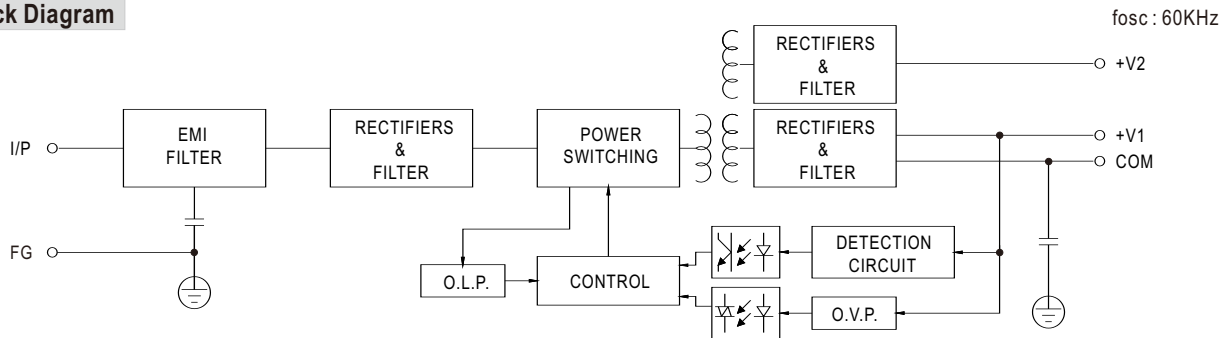 ck Diagram
fosc : 60KHz
RECTIFIERS
&
FILTER
+V2
I/P
EMI
FILTER
RECTIFIERS
&
FILTER
POWER
SWITCHING
RECTIFIERS
&
FILTER
+V1
COM
FG
O.L.P.
CONTROL
DETECTION
CIRCUIT
O.V.P.